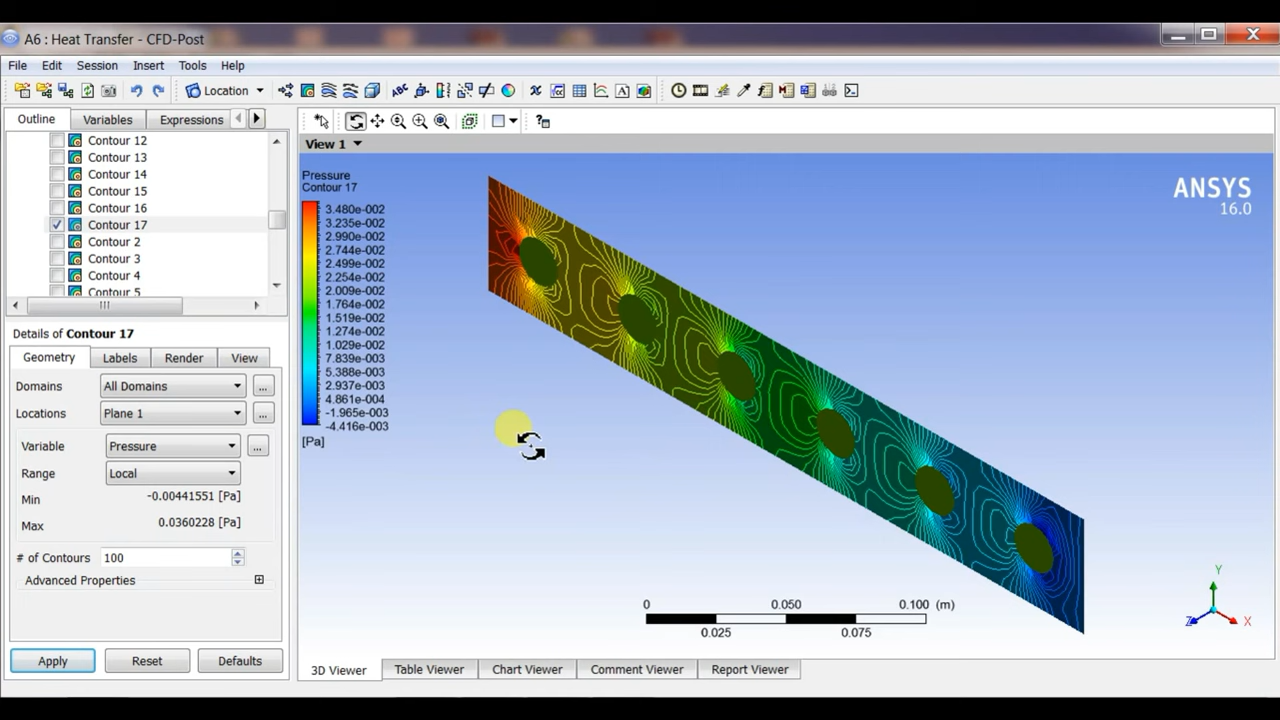 A6 : Heat Transfer - CFD-Post
File Edit Session Insert Tools Help
Location
Outline Variables Expressions
View 1
Contour 12
Contour 13
Contour 14
Contour 15
Contour 16
Contour 17
Contour 2
Contour 3
Contour 4
Contour 5
Details of Contour 17
Geometry Labels Render View
Domains All Domains ...
Locations Plane 1 ...
Variable Pressure ...
Range Local
Min -0.00441551 [Pa]
Max 0.0360228 [Pa]
# of Contours 100
Advanced Properties
Apply Reset Defaults
Pressure
Contour 17
3.480e-002
3.235e-002
2.990e-002
2.744e-002
2.499e-002
2.254e-002
2.009e-002
1.764e-002
1.519e-002
1.274e-002
1.029e-002
7.839e-003
5.388e-003
2.937e-003
4.861e-004
-1.965e-003
-4.416e-003
[Pa]
ANSYS
16.0
0 0.050 0.100 (m)
0.025 0.075
Y
Z X
3D Viewer Table Viewer Chart Viewer Comment Viewer Report Viewer